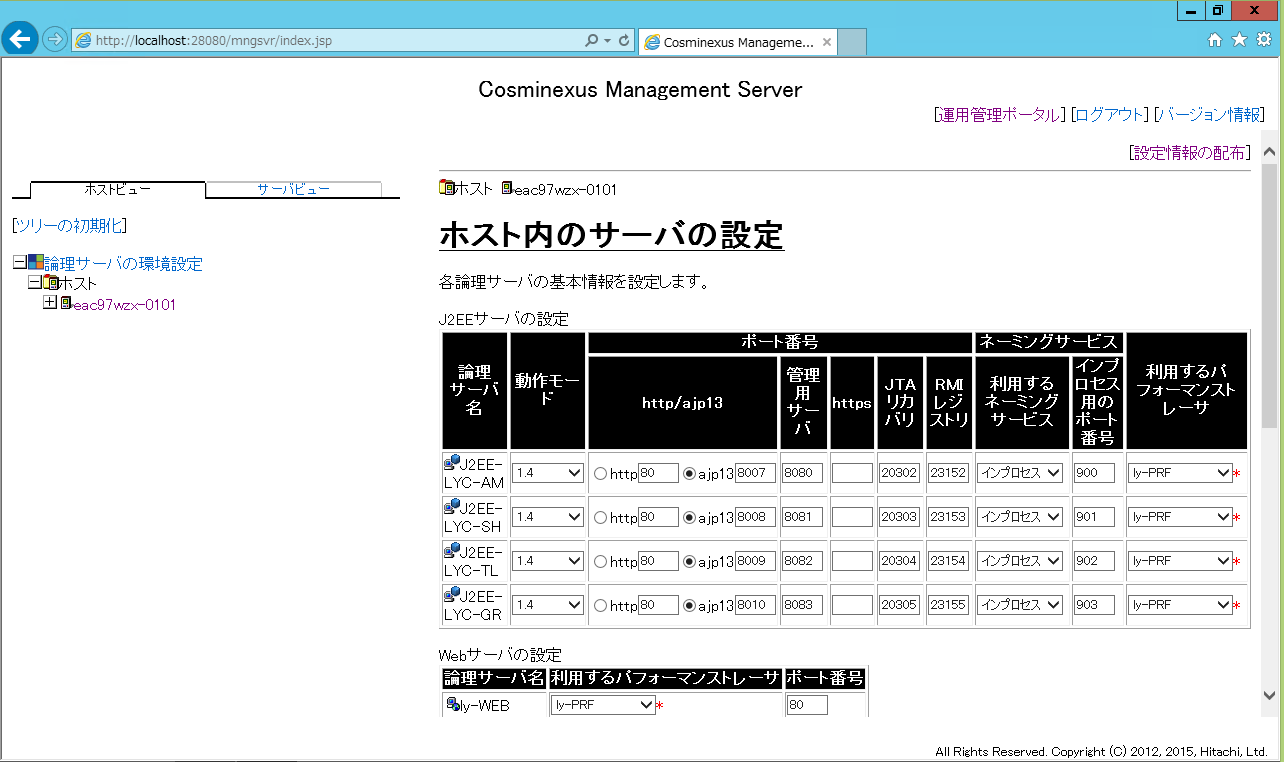 http://localhost:28080/mngsvr/index.jsp
Cosminexus Manageme...
Cosminexus Management Server
[運用管理ポータル] [ログアウト] [バージョン情報]
[設定情報の配布]
ホストビュー サーバビュー
[ツリーの初期化]
論理サーバの環境設定
ホスト
eac97wzx-0101
ホスト eac97wzx-0101
ホスト内のサーバの設定
各論理サーバの基本情報を設定します。
J2EEサーバの設定
論理サーバ名 動作モード ポート番号 ネーミングサービス 利用するパフォーマンストレーサ
http/ajp13 管理用サーバ https JTAリカバリ RMIレジストリ 利用するネーミングサービス インプロセス用のポート番号
J2EE-LYC-AM 1.4 http 80 ajp13 8007 8080 20302 23152 インプロセス 900 ly-PRF *
J2EE-LYC-SH 1.4 http 80 ajp13 8008 8081 20303 23153 インプロセス 901 ly-PRF *
J2EE-LYC-TL 1.4 http 80 ajp13 8009 8082 20304 23154 インプロセス 902 ly-PRF *
J2EE-LYC-GR 1.4 http 80 ajp13 8010 8083 20305 23155 インプロセス 903 ly-PRF *
Webサーバの設定
論理サーバ名 利用するパフォーマンストレーサ ポート番号
ly-WEB ly-PRF * 80
All Rights Reserved. Copyright (C) 2012, 2015, Hitachi, Ltd.